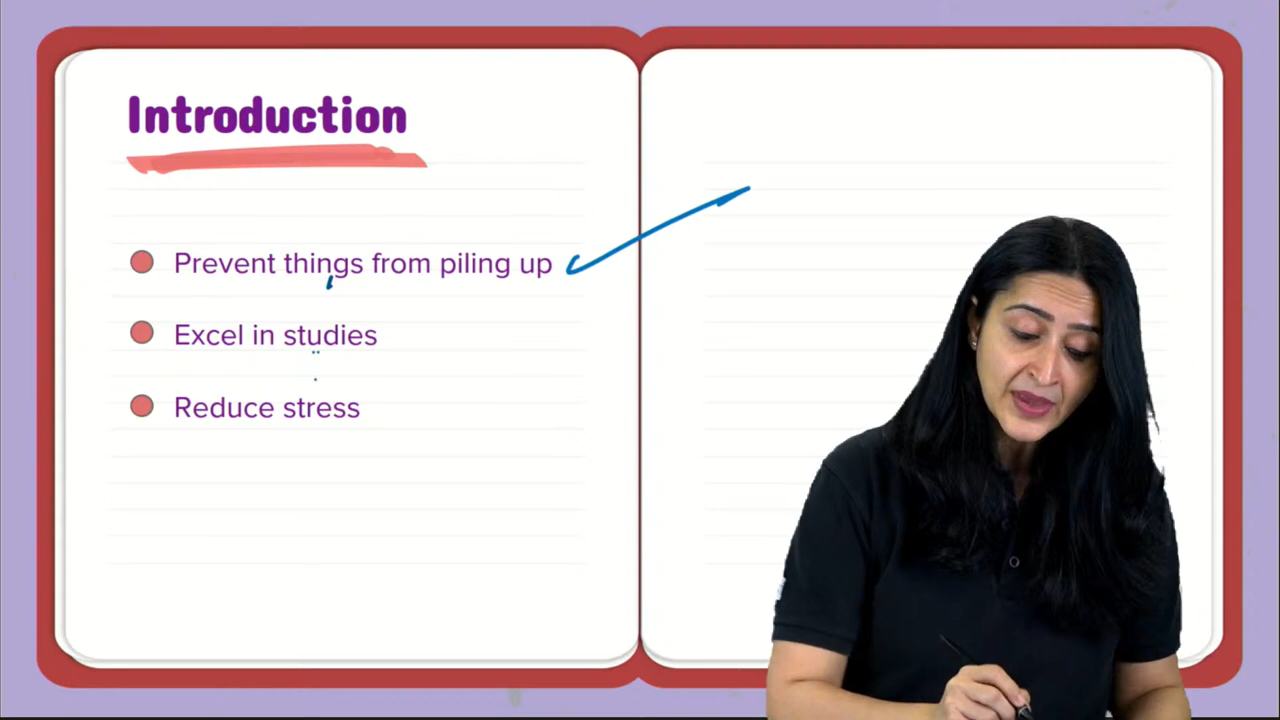 Introduction
Prevent things from piling up
Excel in studies
Reduce stress